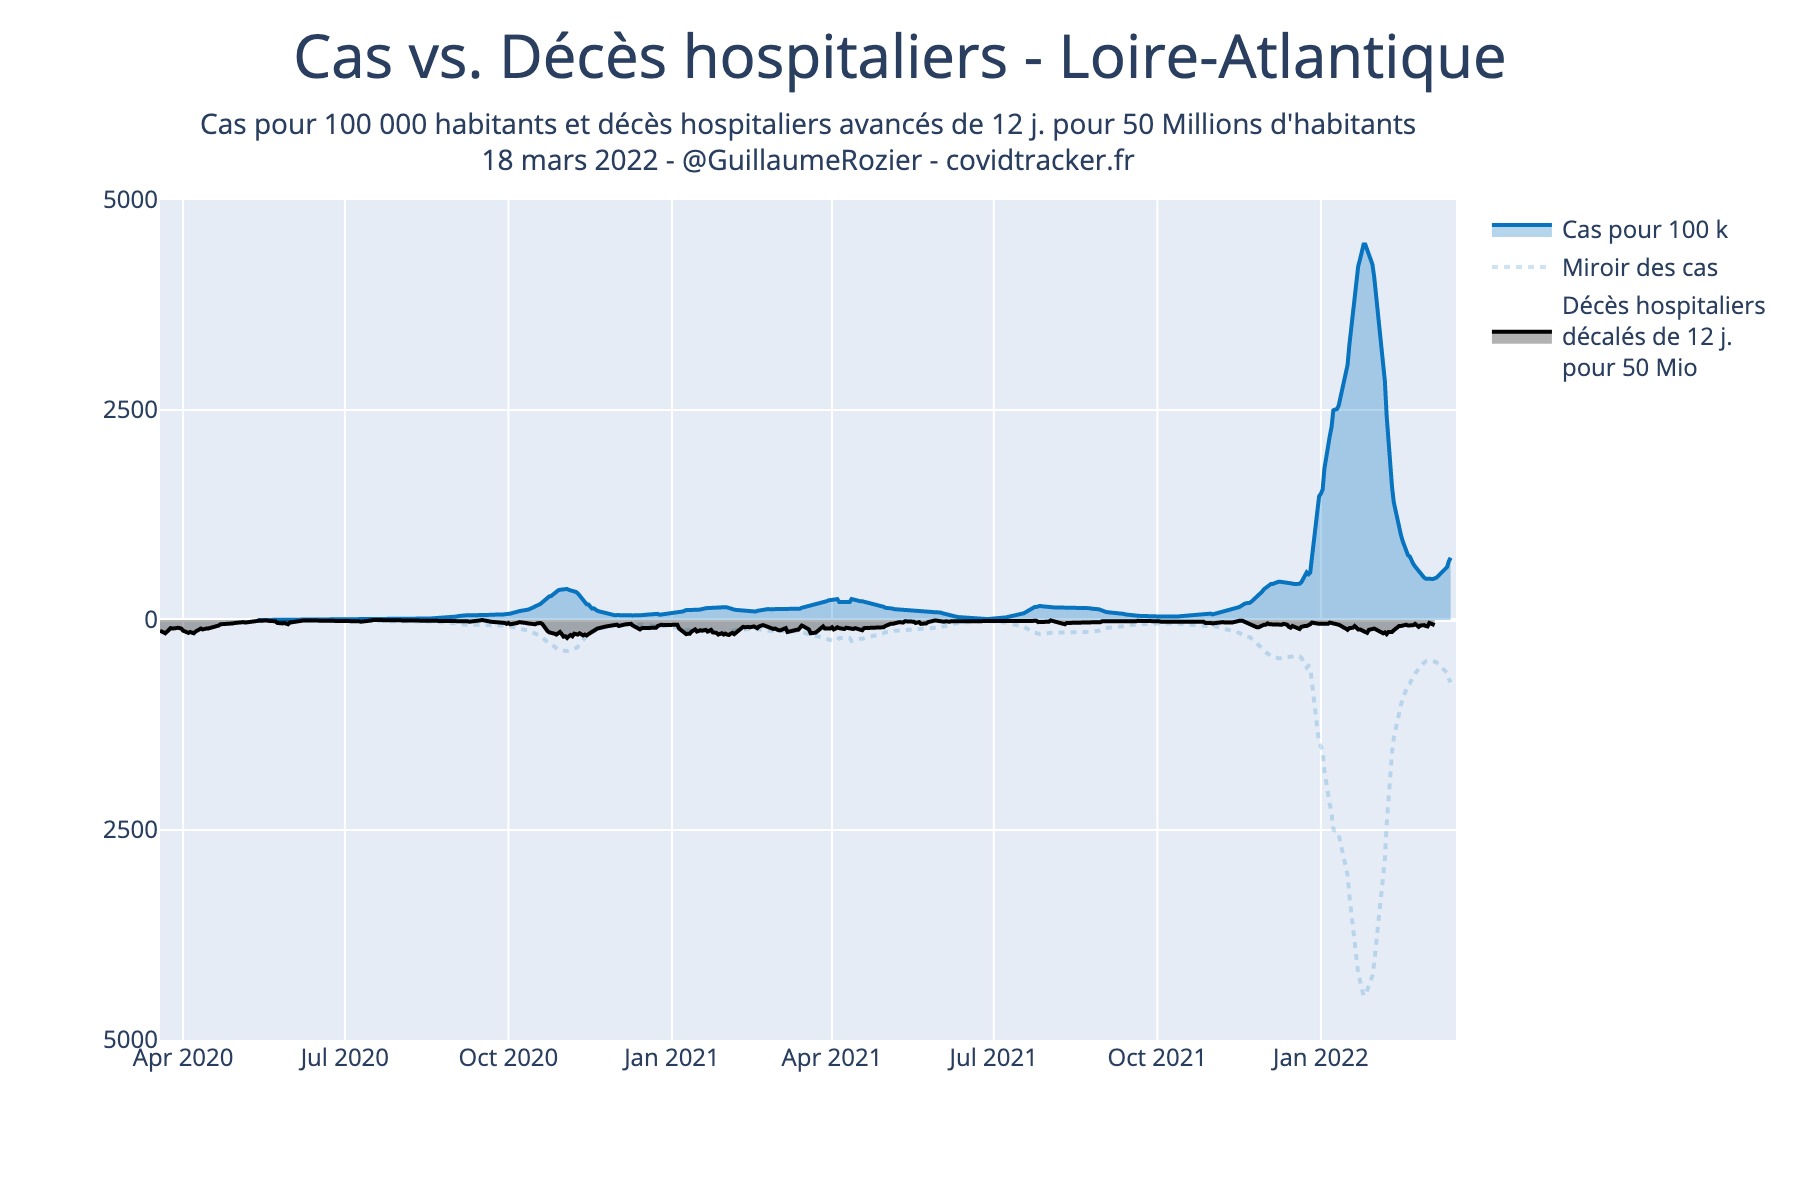 Cas vs. Décès hospitaliers - Loire-Atlantique
Cas pour 100 000 habitants et décès hospitaliers avancés de 12 j. pour 50 Millions d'habitants
18 mars 2022 - @GuillaumeRozier - covidtracker.fr
5000
2500
0
2500
5000
Apr 2020
Jul 2020
Oct 2020
Jan 2021
Apr 2021
Jul 2021
Oct 2021
Jan 2022
Cas pour 100 k
Miroir des cas
Décès hospitaliers
décalés de 12 j.
pour 50 Mio